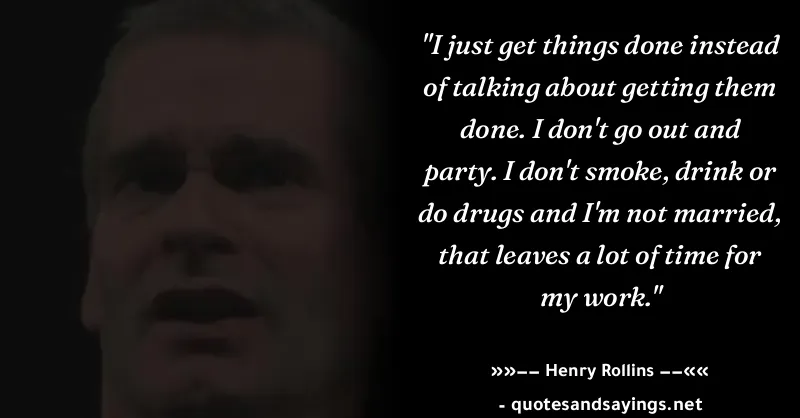 "I just get things done instead
of talking about getting them
done. I don't go out and
party. I don't smoke, drink or
do drugs and I'm not married,
that leaves a lot of time for
my work."
»»–– Henry Rollins ––««
- quotesandsayings.net